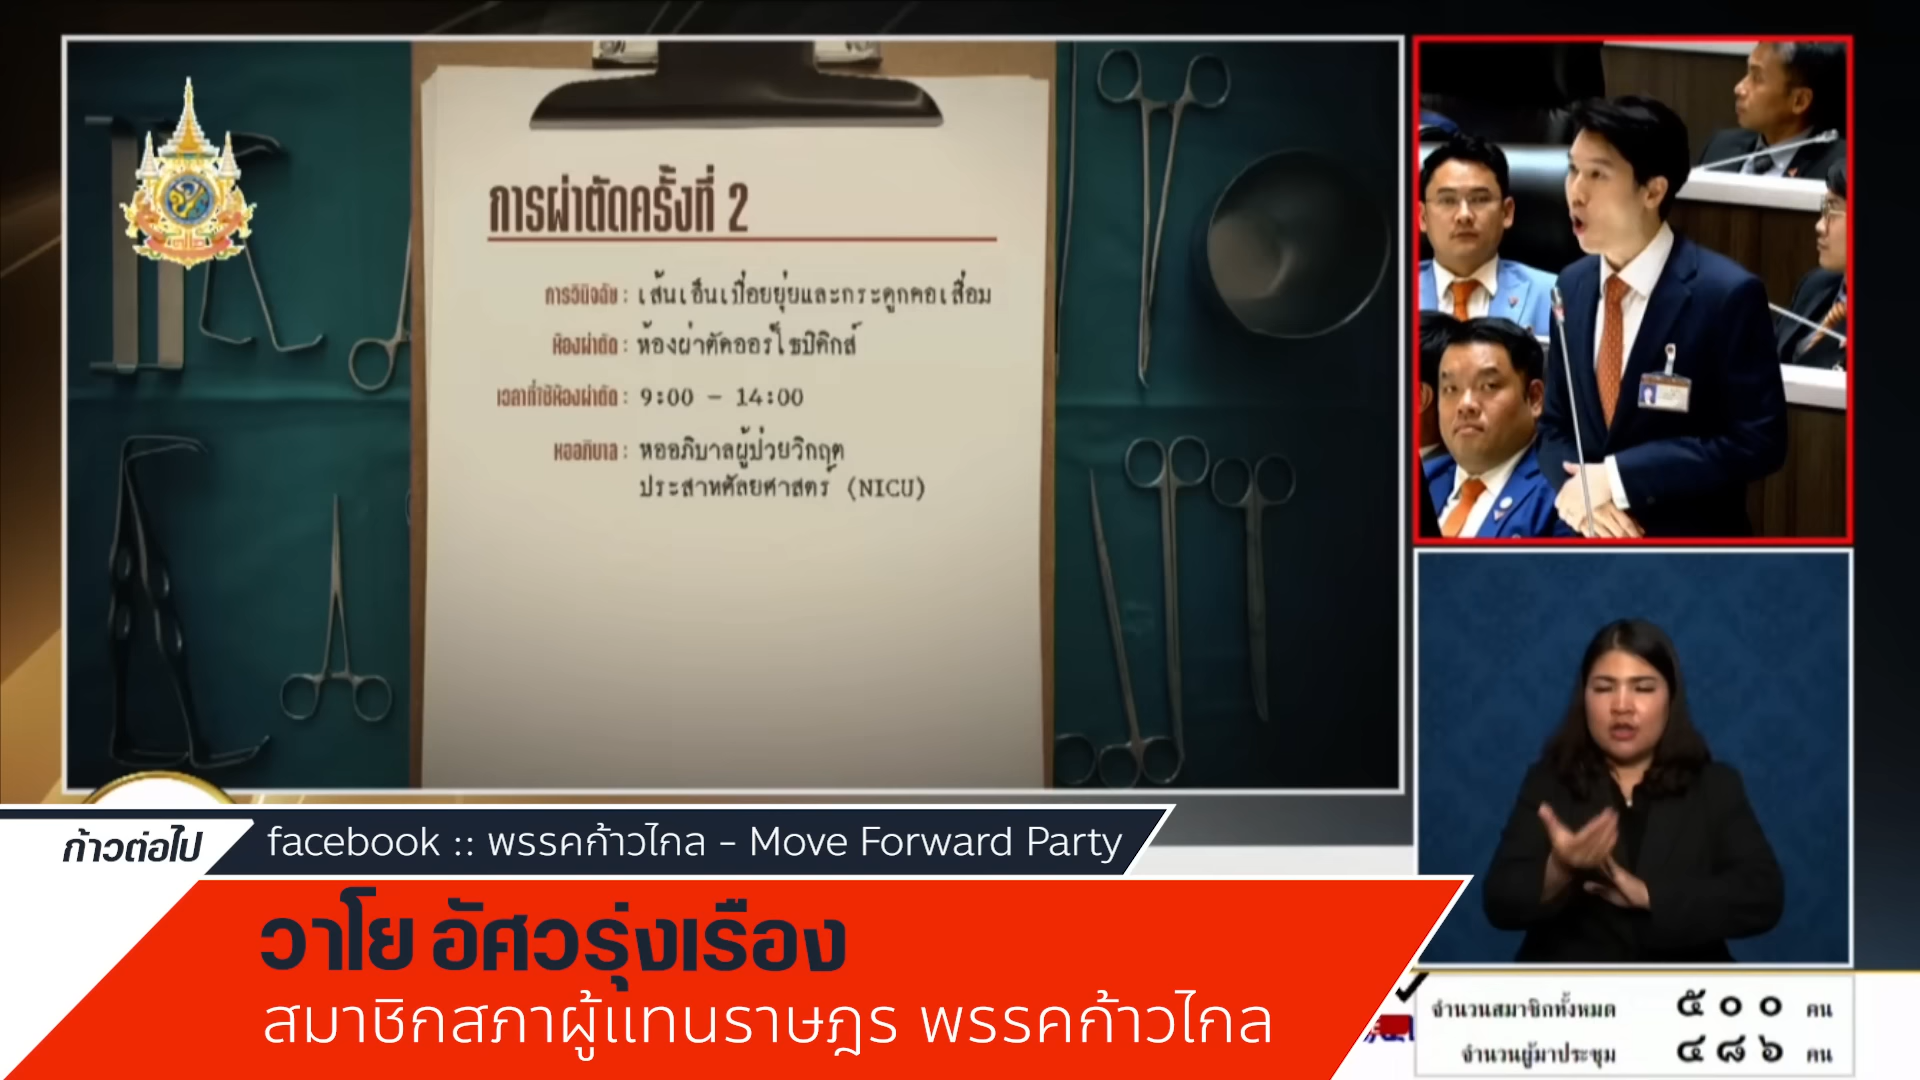 การผ่าตัดครั้งที่ 2
การวินิจฉัย : เส้นเอ็นเปื่อยยุ่ยและกระดูกคอเสื่อม
ห้องผ่าตัด : ห้องผ่าตัดออร์โธปิดิกส์
เวลาที่ใช้ห้องผ่าตัด : 9:00 - 14:00
หออภิบาล : หออภิบาลผู้ป่วยวิกฤต
ประสาทศัลยศาสตร์ (NICU)
ก้าวต่อไป
facebook :: พรรคก้าวไกล - Move Forward Party
วาโย อัศวรุ่งเรือง
สมาชิกสภาผู้แทนราษฎร พรรคก้าวไกล
จำนวนสมาชิกทั้งหมด ๕๐๐ คน
จำนวนผู้มาประชุม ๔๘๖ คน